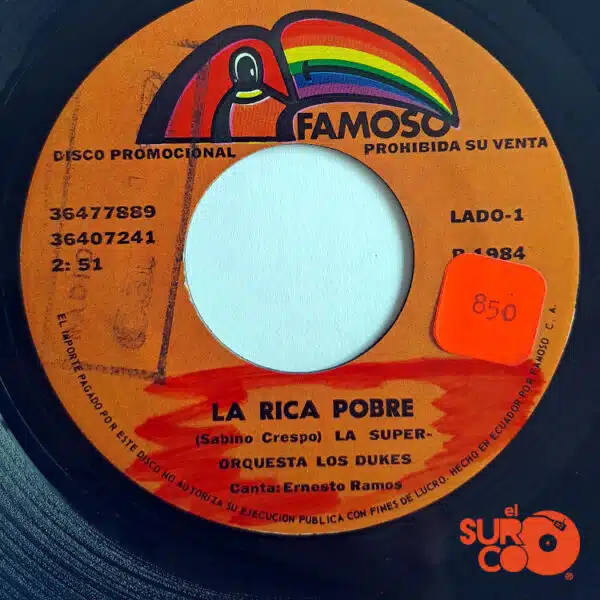 FAMOSO
DISCO PROMOCIONAL PROHIBIDA SU VENTA
36477889 LADO-1
36407241 P 1984
2: 51
850
LA RICA POBRE
(Sabino Crespo) LA SUPER-
ORQUESTA LOS DUKES
Canta: Ernesto Ramos
EL IMPORTE PAGADO POR ESTE DISCO NO AUTORIZA SU EJECUCION PUBLICA CON FINES DE LUCRO. HECHO EN ECUADOR POR FAMOSO C. A.
el
SUR
CO